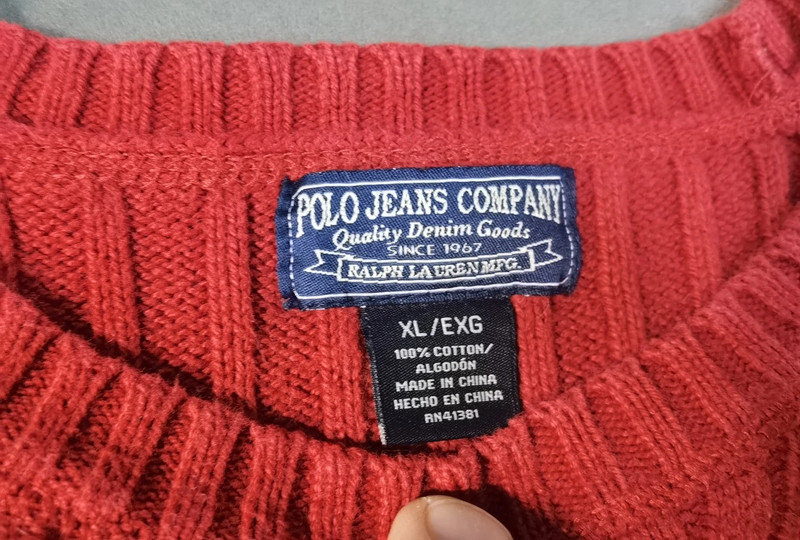 POLO JEANS COMPANY
Quality Denim Goods
SINCE 1967
RALPH LAUREN MFG.
XL/EXG
100% COTTON/
ALGODÓN
MADE IN CHINA
HECHO EN CHINA
RN41381